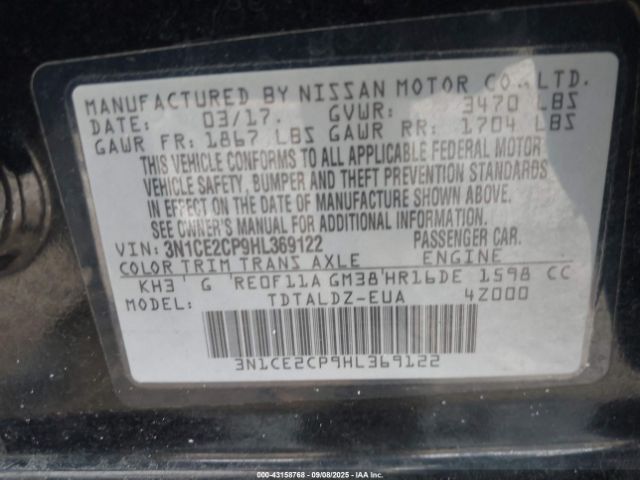 MANUFACTURED BY NISSAN MOTOR CO., LTD.
DATE: 03/17. GVWR: 3470 LBS
GAWR FR: 1867 LBS GAWR RR: 1704 LBS
THIS VEHICLE CONFORMS TO ALL APPLICABLE FEDERAL MOTOR
VEHICLE SAFETY, BUMPER AND THEFT PREVENTION STANDARDS
IN EFFECT ON THE DATE OF MANUFACTURE SHOWN ABOVE.
SEE OWNER'S MANUAL FOR ADDITIONAL INFORMATION.
VIN: 3N1CE2CP9HL369122 PASSENGER CAR.
COLOR TRIM TRANS AXLE ENGINE
KH3 G RE0F11A GM38 HR16DE 1598 CC
MODEL: TDTALDZ-EUA 4Z000
3N1CE2CP9HL369122
000-43158768 - 09/08/2025 - IAA Inc.